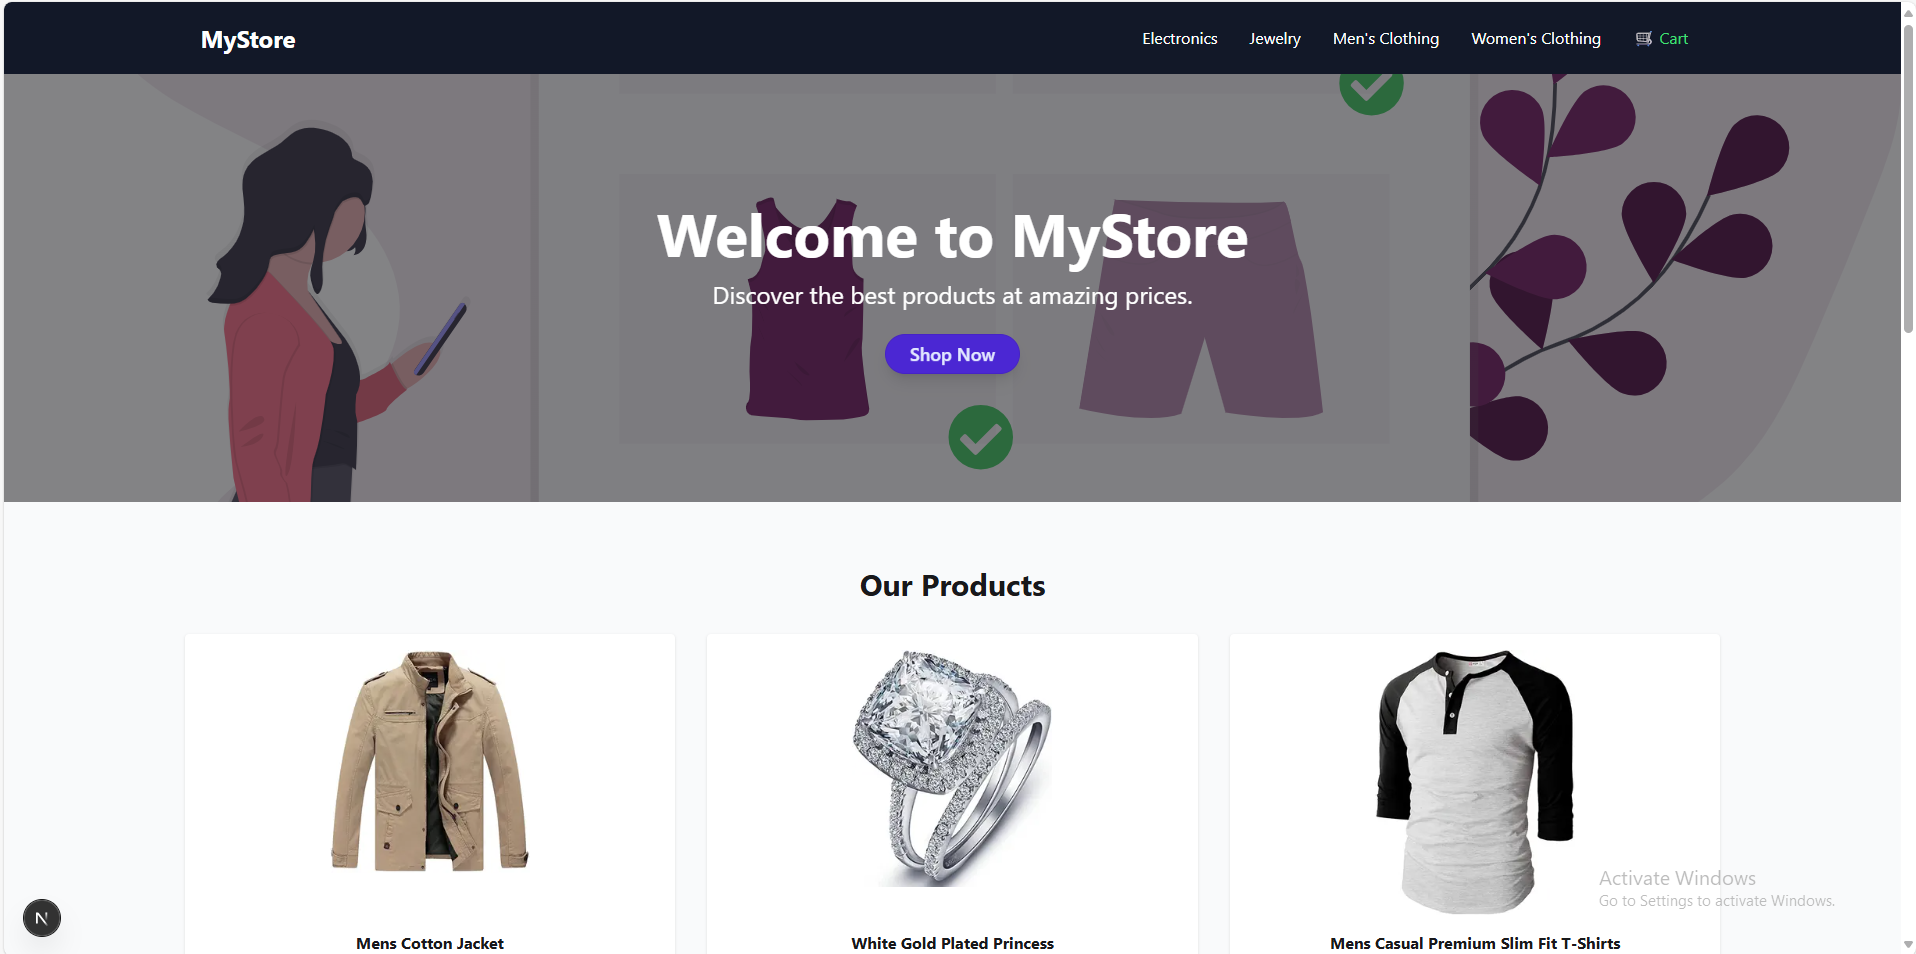 MyStore
Electronics Jewelry Men's Clothing Women's Clothing 🛒 Cart
Welcome to MyStore
Discover the best products at amazing prices.
Shop Now
Our Products
Activate Windows
Go to Settings to activate Windows.
N
Mens Cotton Jacket
White Gold Plated Princess
Mens Casual Premium Slim Fit T-Shirts